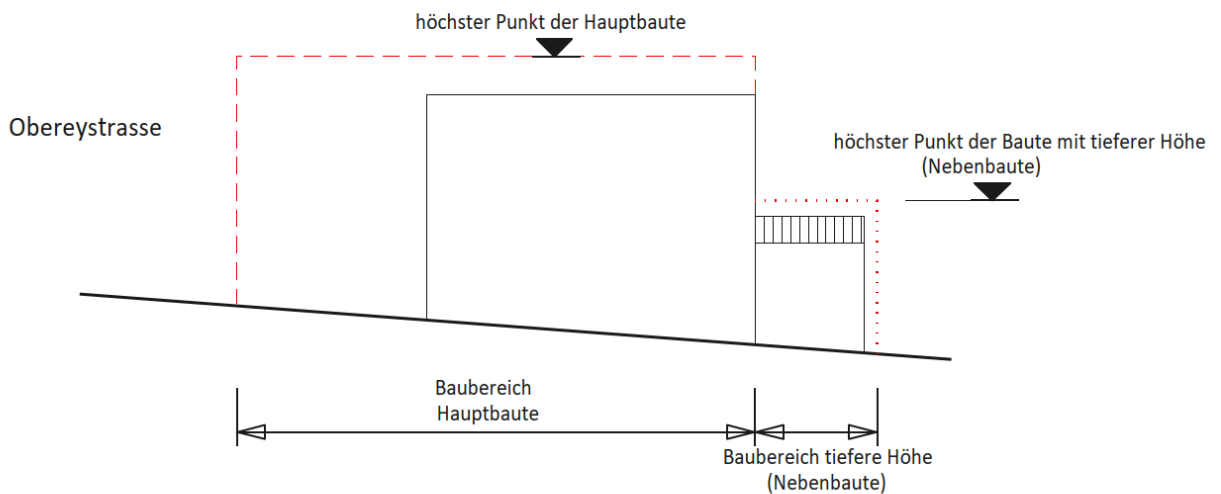 höchster Punkt der Hauptbaute
Obereystrasse
höchster Punkt der Baute mit tieferer Höhe
(Nebenbaute)
Baubereich
Hauptbaute
Baubereich tiefere Höhe
(Nebenbaute)